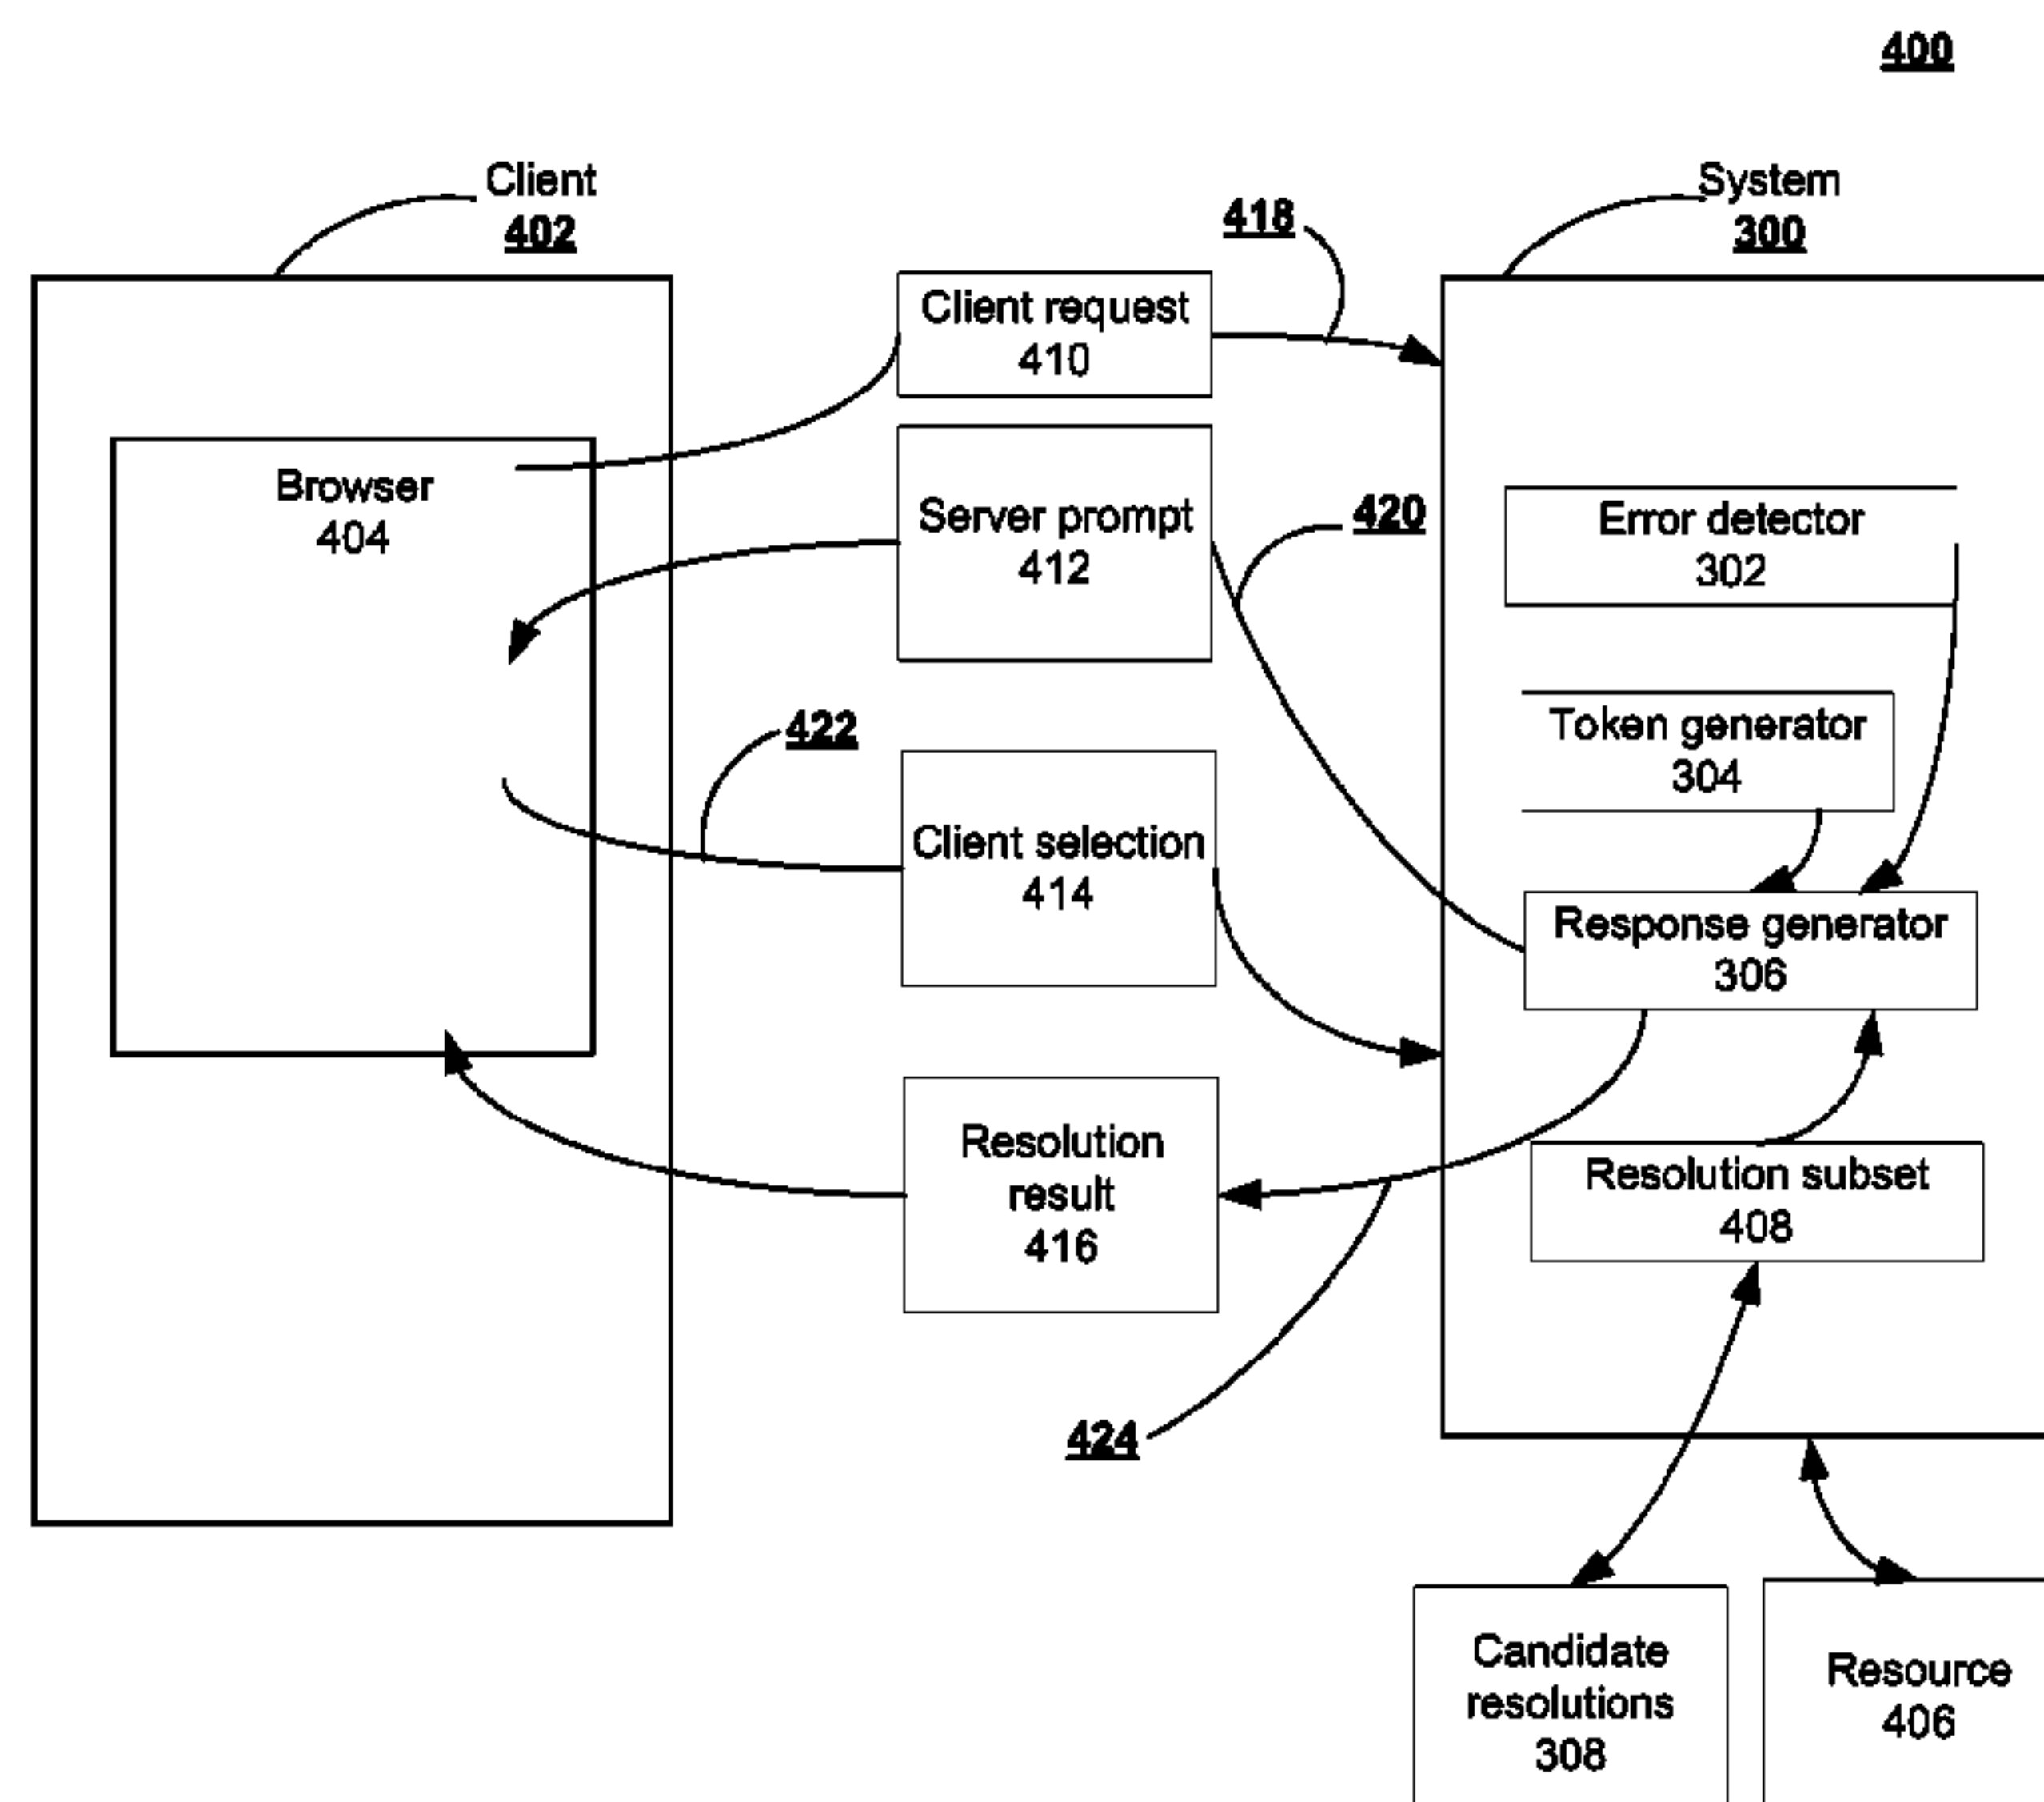 400
Client
402
System
300
418
Client request
410
Browser
404
Server prompt
412
420
Error detector
302
422
Token generator
304
Client selection
414
Response generator
306
Resolution
result
416
Resolution subset
408
424
Candidate
resolutions
308
Resource
406